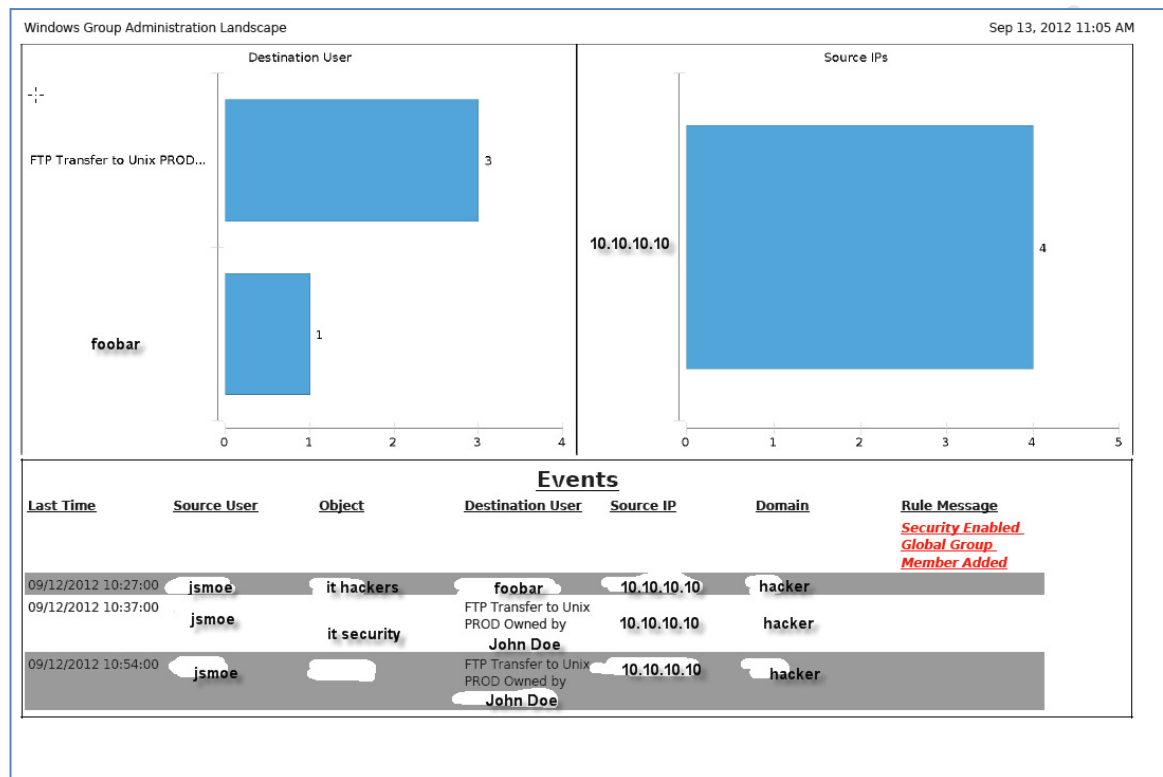 Windows Group Administration Landscape Sep 13, 2012 11:05 AM
Destination User
FTP Transfer to Unix PROD...
3
foobar
1
0 1 2 3 4
Source IPs
10.10.10.10
4
0 1 2 3 4 5
Events
Last Time Source User Object Destination User Source IP Domain Rule Message
Security Enabled
Global Group
Member Added
09/12/2012 10:27:00 jsmoe it hackers foobar 10.10.10.10 hacker
09/12/2012 10:37:00 jsmoe it security FTP Transfer to Unix
PROD Owned by
John Doe 10.10.10.10 hacker
09/12/2012 10:54:00 jsmoe FTP Transfer to Unix
PROD Owned by
John Doe 10.10.10.10 hacker